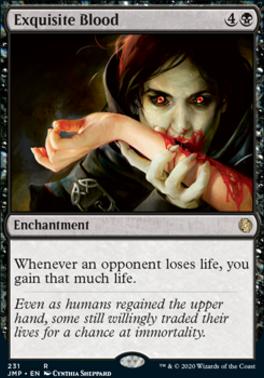 Exquisite Blood 4
Enchantment
Whenever an opponent loses life, you
gain that much life.
Even as humans regained the upper
hand, some still willingly traded their
lives for a chance at immortality.
231 R
JMP • EN CYNTHIA SHEPPARD
™ & © 2020 Wizards of the Coast